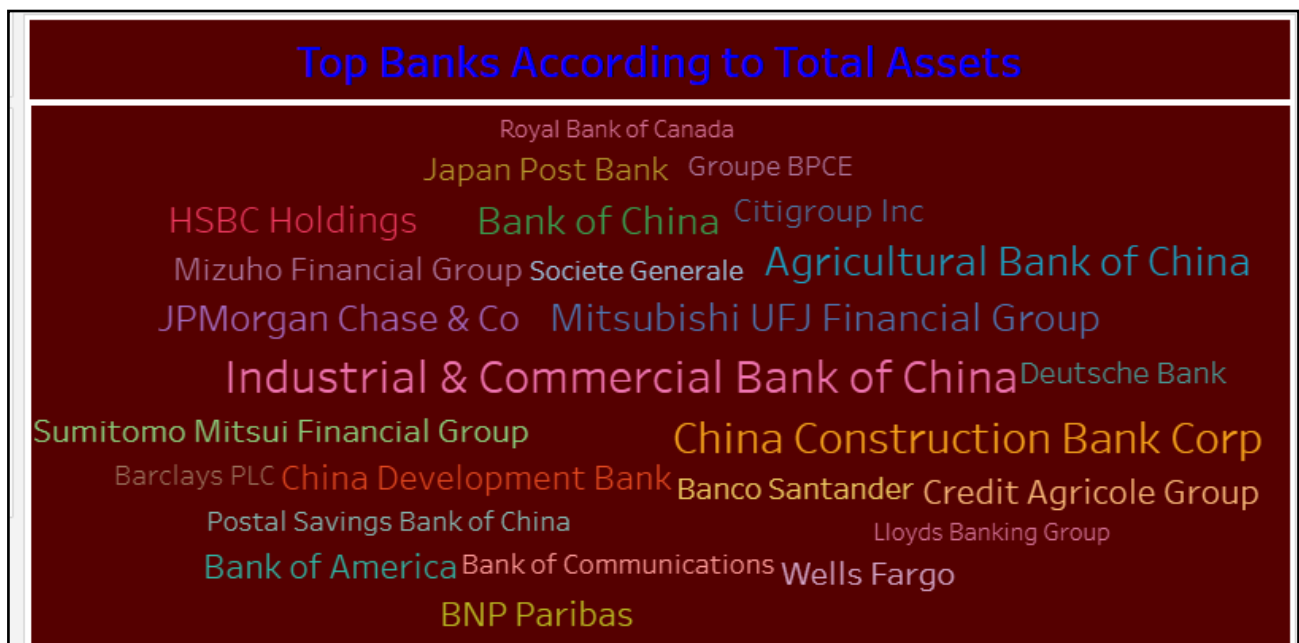 Top Banks According to Total Assets
Royal Bank of Canada
Japan Post Bank Groupe BPCE
HSBC Holdings Bank of China Citigroup Inc
Mizuho Financial Group Societe Generale Agricultural Bank of China
JPMorgan Chase & Co Mitsubishi UFJ Financial Group
Industrial & Commercial Bank of China Deutsche Bank
Sumitomo Mitsui Financial Group China Construction Bank Corp
Barclays PLC China Development Bank Banco Santander Credit Agricole Group
Postal Savings Bank of China Lloyds Banking Group
Bank of America Bank of Communications Wells Fargo
BNP Paribas